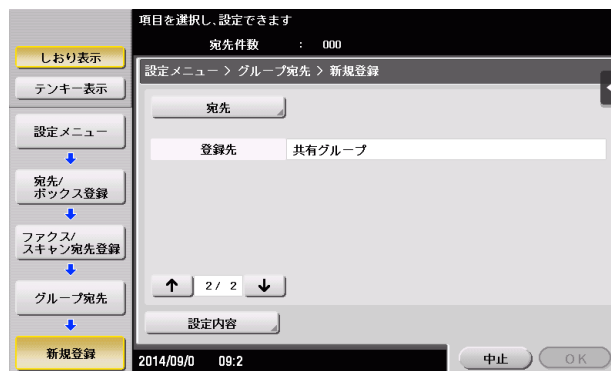 項目を選択し、設定できます
宛先件数 : 000
しおり表示
テンキー表示
設定メニュー
宛先/
ボックス登録
ファクス/
スキャン宛先登録
グループ宛先
新規登録
設定メニュー > グループ宛先 > 新規登録
宛先
登録先 共有グループ
↑ 2/ 2 ↓
設定内容
2014/09/0 09:2
中止
OK